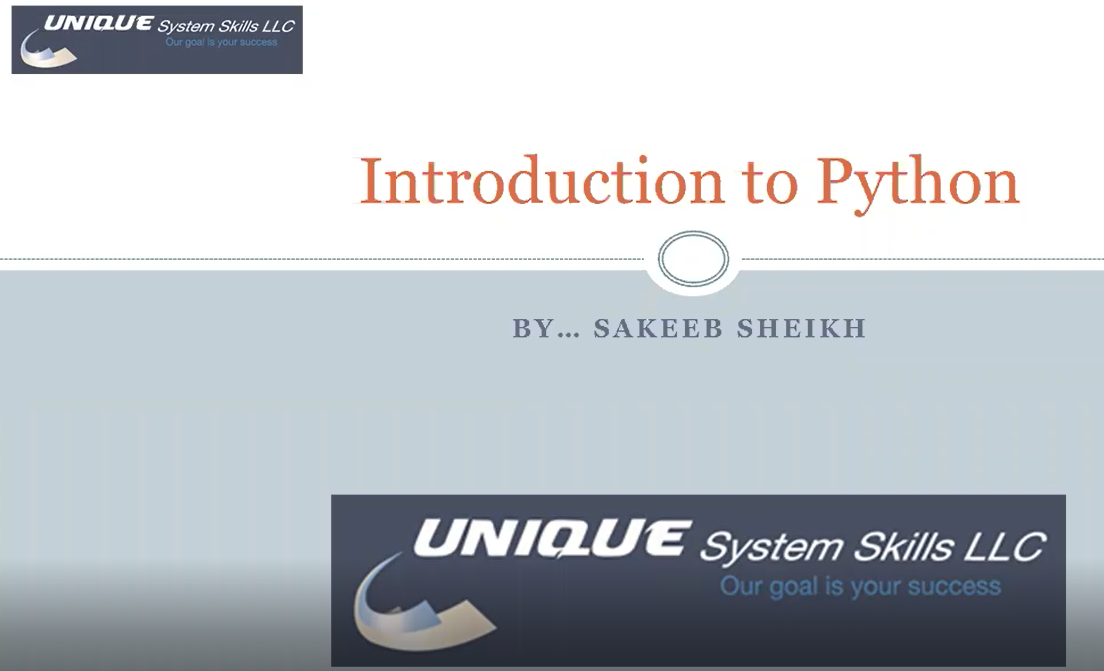 UNIQUE System Skills LLC
Our goal is your success
Introduction to Python
BY... SAKEEB SHEIKH
UNIQUE System Skills LLC
Our goal is your success